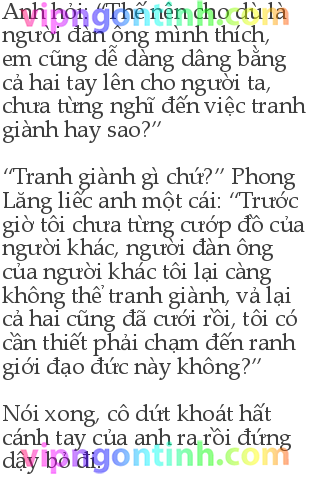 Anh hỏi: “Thế nên cho dù là
người đàn ông mình thích,
em cũng dễ dàng dâng bằng
cả hai tay lên cho người ta,
chưa từng nghĩ đến việc tranh
giành hay sao?”
“Tranh giành gì chứ?” Phong
Lăng liếc anh một cái: “Trước
giờ tôi chưa từng cướp đồ của
người khác, người đàn ông
của người khác tôi lại càng
không thể tranh giành, vả lại
cả hai cũng đã cưới rồi, tôi có
cần thiết phải chạm đến ranh
giới đạo đức này không?”
Nói xong, cô dứt khoát hất
cánh tay của anh ra rồi đứng
dậy bỏ đi.
vipngontinh.com
vipngontinh.com